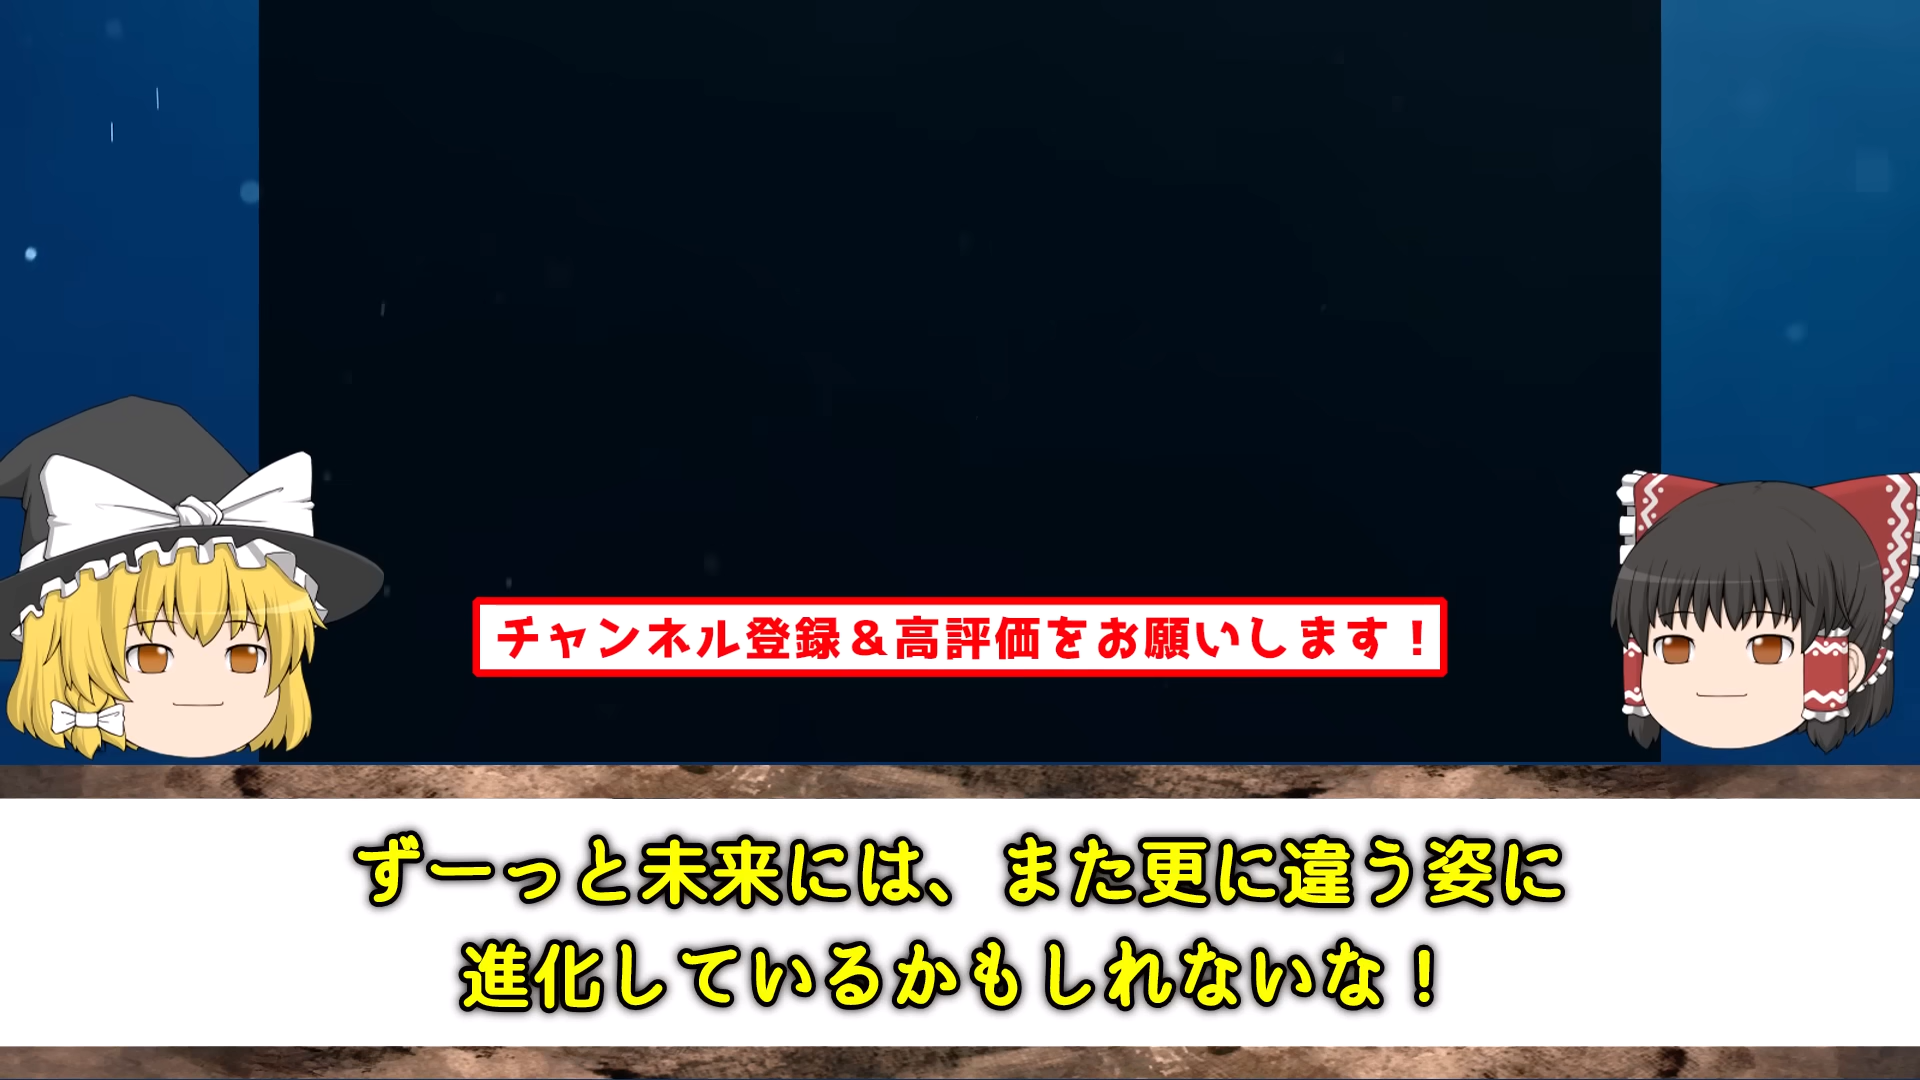 チャンネル登録＆高評価をお願いします！
ずーっと未来には、また更に違う姿に
進化しているかもしれないな！